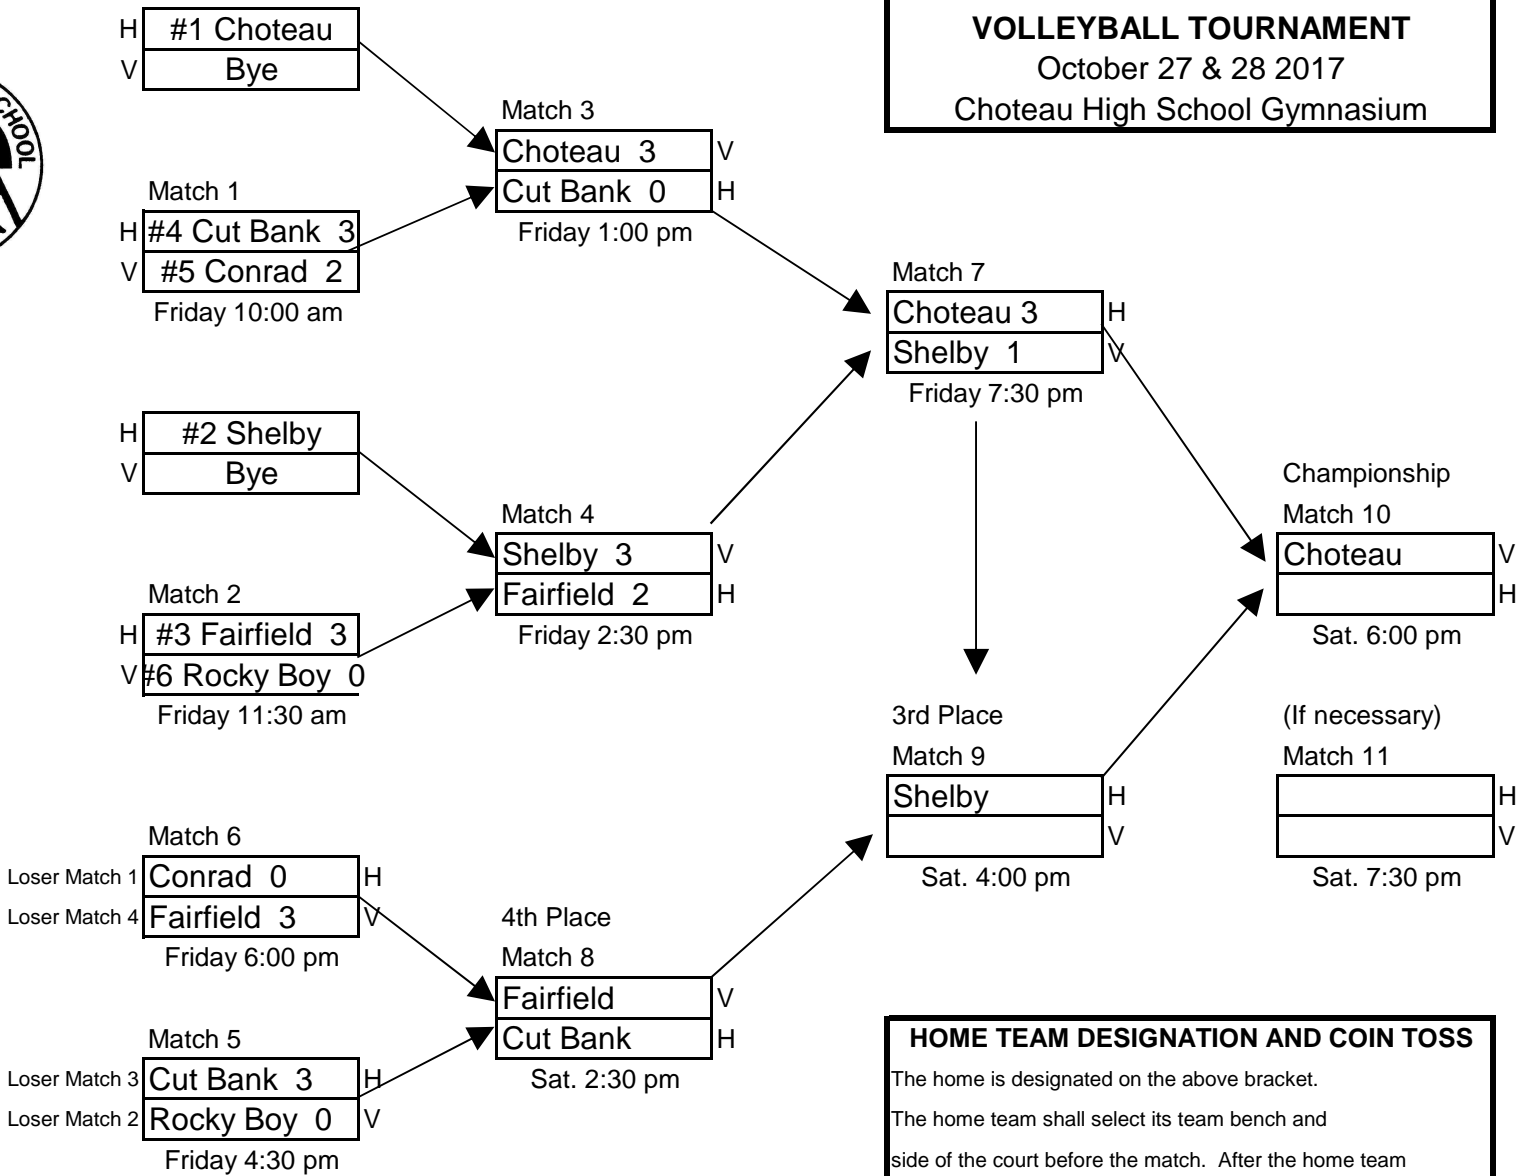 VOLLEYBALL TOURNAMENT
October 27 & 28 2017
Choteau High School Gymnasium
SCHOOL
H #1 Choteau
V Bye
Match 1
H #4 Cut Bank 3
V #5 Conrad 2
Friday 10:00 am
H #2 Shelby
V Bye
Match 2
H #3 Fairfield 3
V #6 Rocky Boy 0
Friday 11:30 am
Match 6
Loser Match 1 Conrad 0 H
Loser Match 4 Fairfield 3 V
Friday 6:00 pm
Match 5
Loser Match 3 Cut Bank 3 H
Loser Match 2 Rocky Boy 0 V
Friday 4:30 pm
Match 3
Choteau 3 V
Cut Bank 0 H
Friday 1:00 pm
Match 4
Shelby 3 V
Fairfield 2 H
Friday 2:30 pm
4th Place
Match 8
Fairfield V
Cut Bank H
Sat. 2:30 pm
Match 7
Choteau 3 H
Shelby 1 V
Friday 7:30 pm
3rd Place
Match 9
Shelby H
V
Sat. 4:00 pm
Championship
Match 10
Choteau V
H
Sat. 6:00 pm
(If necessary)
Match 11
H
V
Sat. 7:30 pm
HOME TEAM DESIGNATION AND COIN TOSS
The home is designated on the above bracket.
The home team shall select its team bench and
side of the court before the match. After the home team